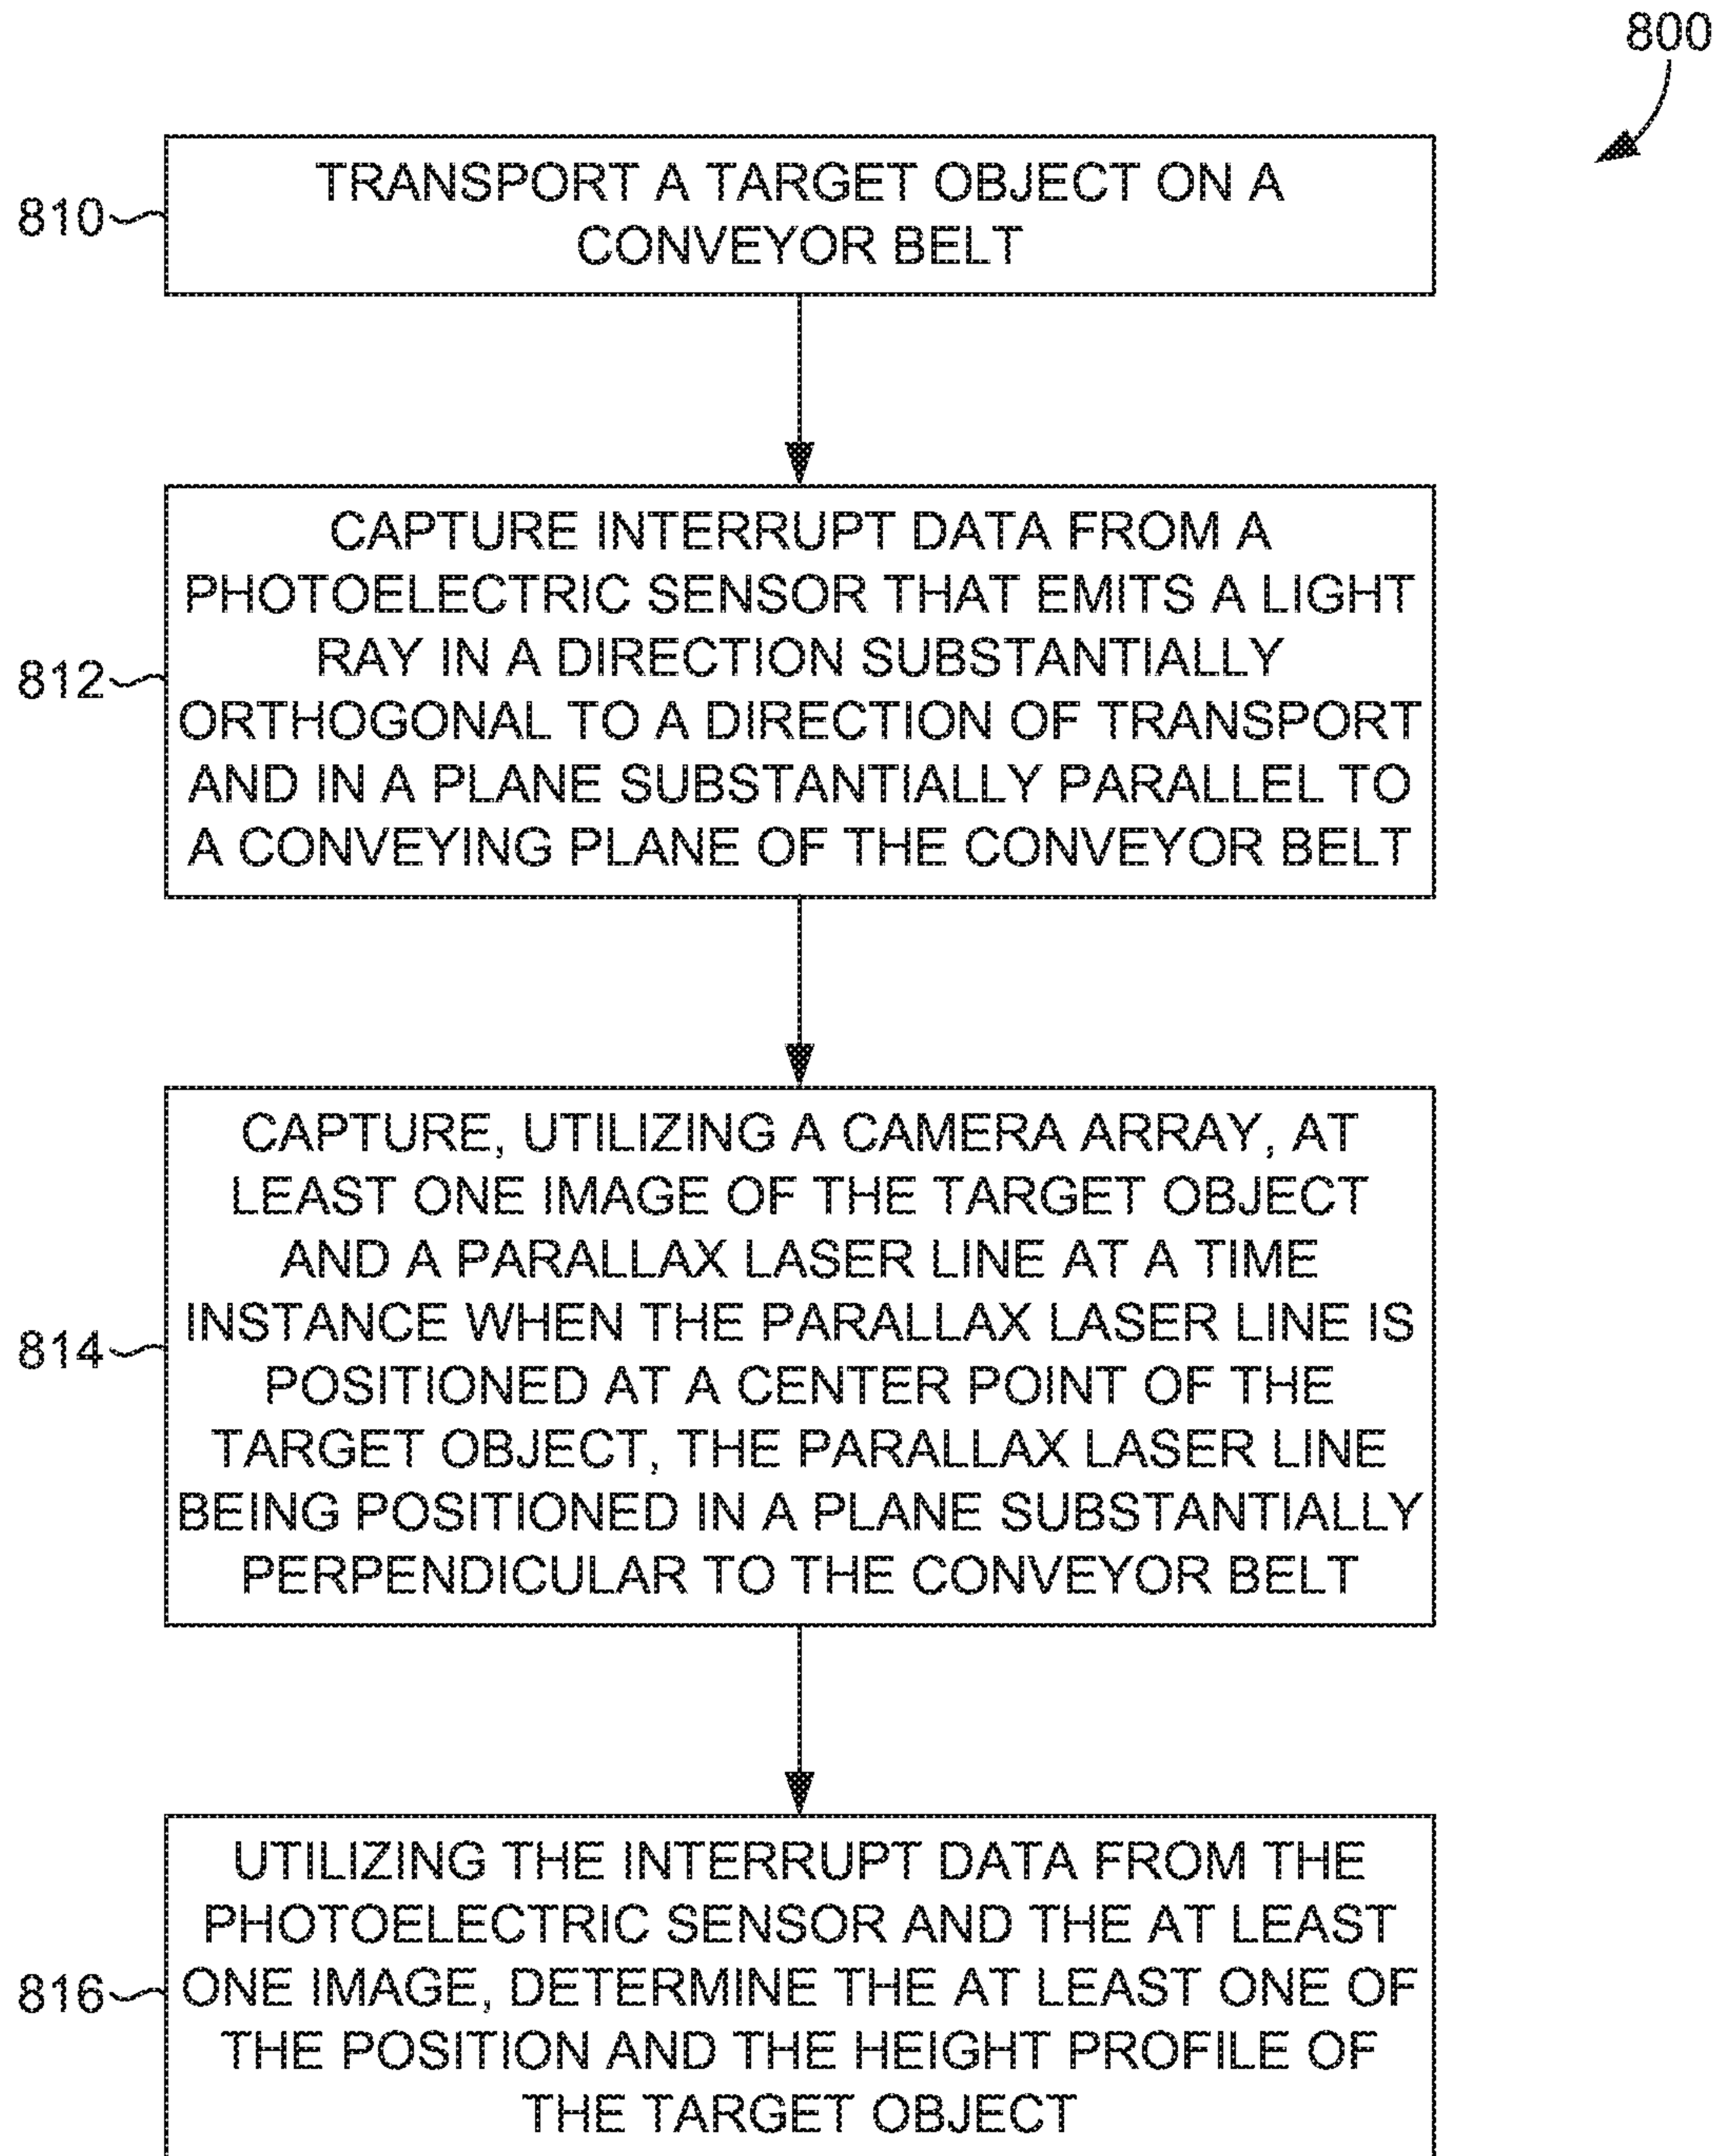 800
810
TRANSPORT A TARGET OBJECT ON A
CONVEYOR BELT
812
CAPTURE INTERRUPT DATA FROM A
PHOTOELECTRIC SENSOR THAT EMITS A LIGHT
RAY IN A DIRECTION SUBSTANTIALLY
ORTHOGONAL TO A DIRECTION OF TRANSPORT
AND IN A PLANE SUBSTANTIALLY PARALLEL TO
A CONVEYING PLANE OF THE CONVEYOR BELT
814
CAPTURE, UTILIZING A CAMERA ARRAY, AT
LEAST ONE IMAGE OF THE TARGET OBJECT
AND A PARALLAX LASER LINE AT A TIME
INSTANCE WHEN THE PARALLAX LASER LINE IS
POSITIONED AT A CENTER POINT OF THE
TARGET OBJECT, THE PARALLAX LASER LINE
BEING POSITIONED IN A PLANE SUBSTANTIALLY
PERPENDICULAR TO THE CONVEYOR BELT
816
UTILIZING THE INTERRUPT DATA FROM THE
PHOTOELECTRIC SENSOR AND THE AT LEAST
ONE IMAGE, DETERMINE THE AT LEAST ONE OF
THE POSITION AND THE HEIGHT PROFILE OF
THE TARGET OBJECT